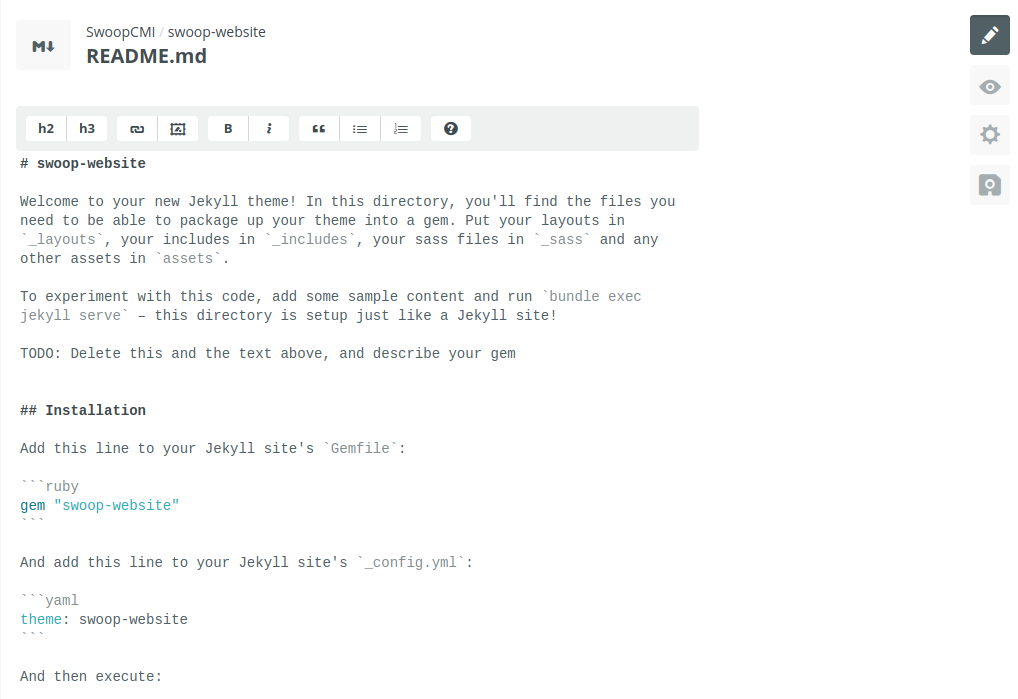 M↓
SwoopCMI / swoop-website
README.md
h2 h3 B i ?
# swoop-website
Welcome to your new Jekyll theme! In this directory, you'll find the files you
need to be able to package up your theme into a gem. Put your layouts in
`_layouts`, your includes in `_includes`, your sass files in `_sass` and any
other assets in `assets`.
To experiment with this code, add some sample content and run `bundle exec
jekyll serve` – this directory is setup just like a Jekyll site!
TODO: Delete this and the text above, and describe your gem
## Installation
Add this line to your Jekyll site's `Gemfile`:
```ruby
gem "swoop-website"
```
And add this line to your Jekyll site's `_config.yml`:
```yaml
theme: swoop-website
```
And then execute: